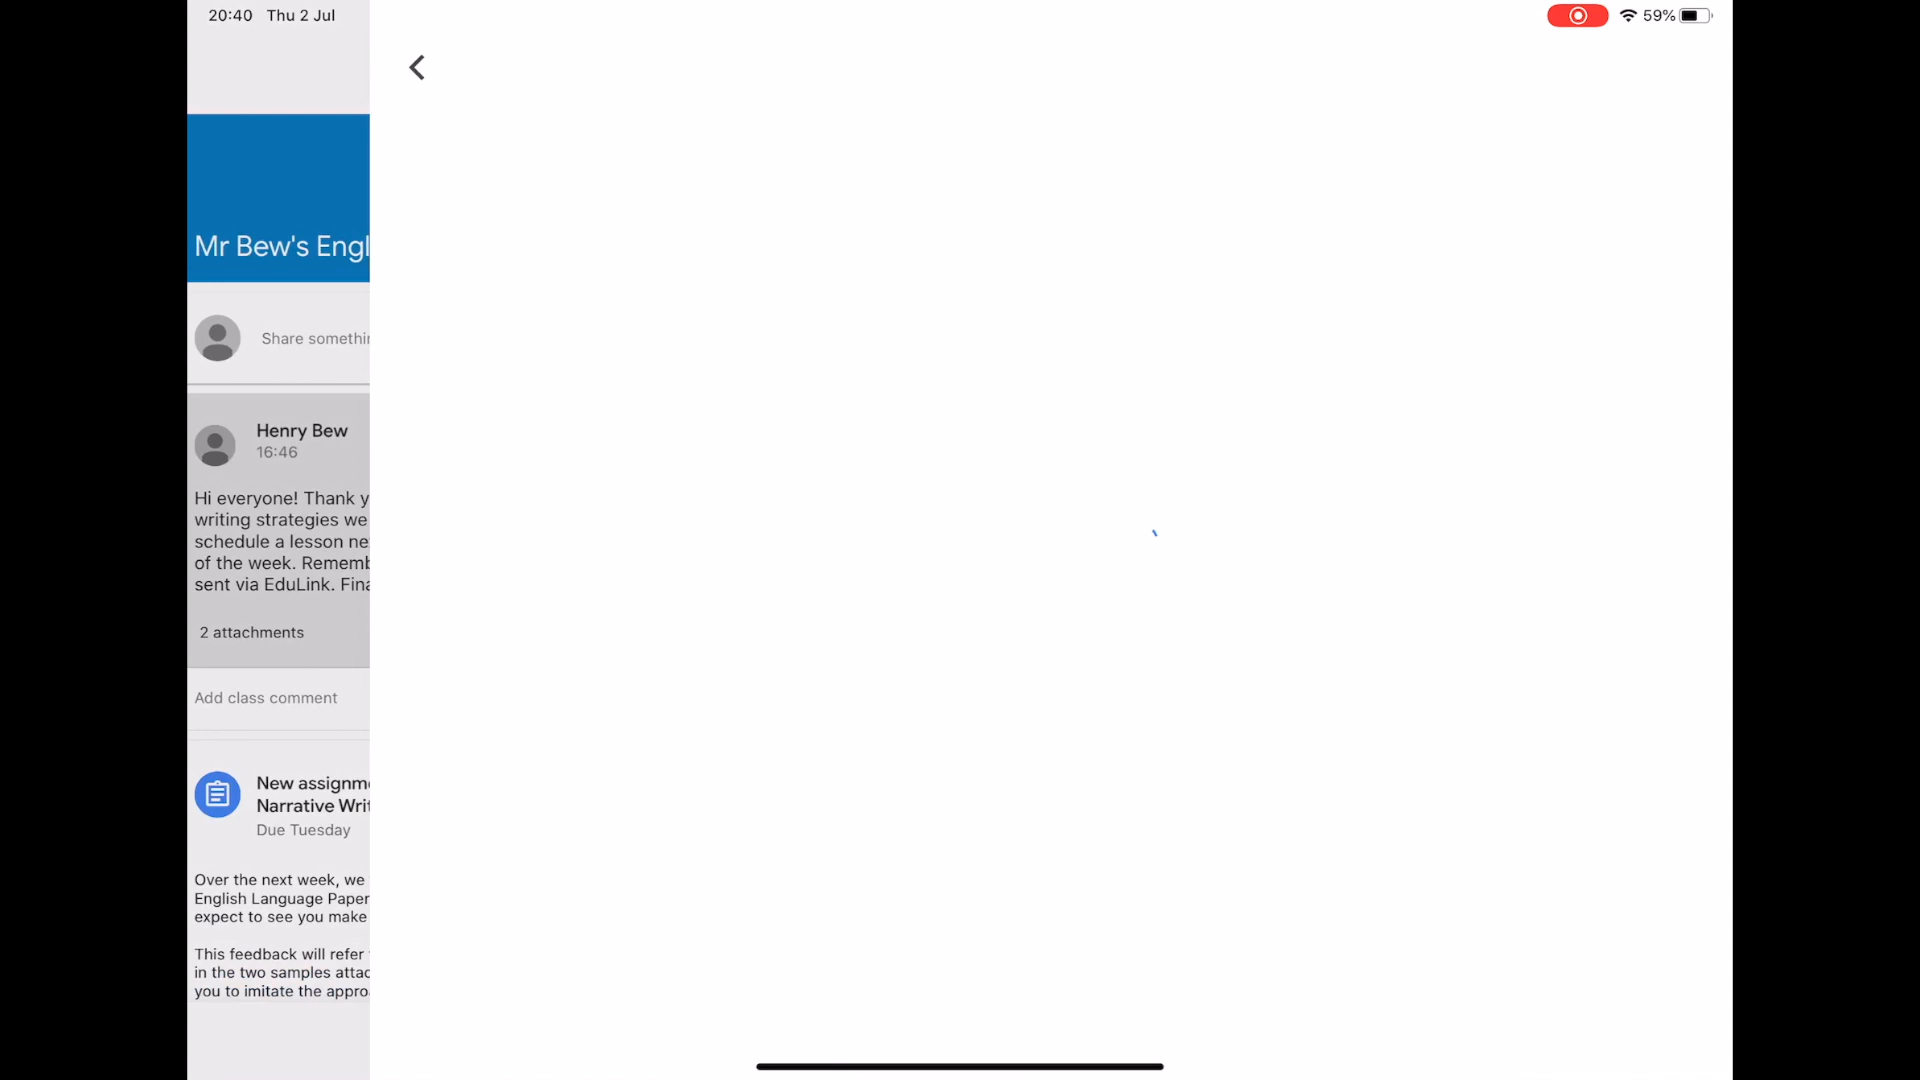 20:40 Thu 2 Jul
59%
Mr Bew's Engl
Share somethin
Henry Bew
16:46
Hi everyone! Thank y
writing strategies we
schedule a lesson ne
of the week. Rememb
sent via EduLink. Fina
2 attachments
Add class comment
New assignme
Narrative Writ
Due Tuesday
Over the next week, we
English Language Paper
expect to see you make
This feedback will refer
in the two samples attac
you to imitate the appro